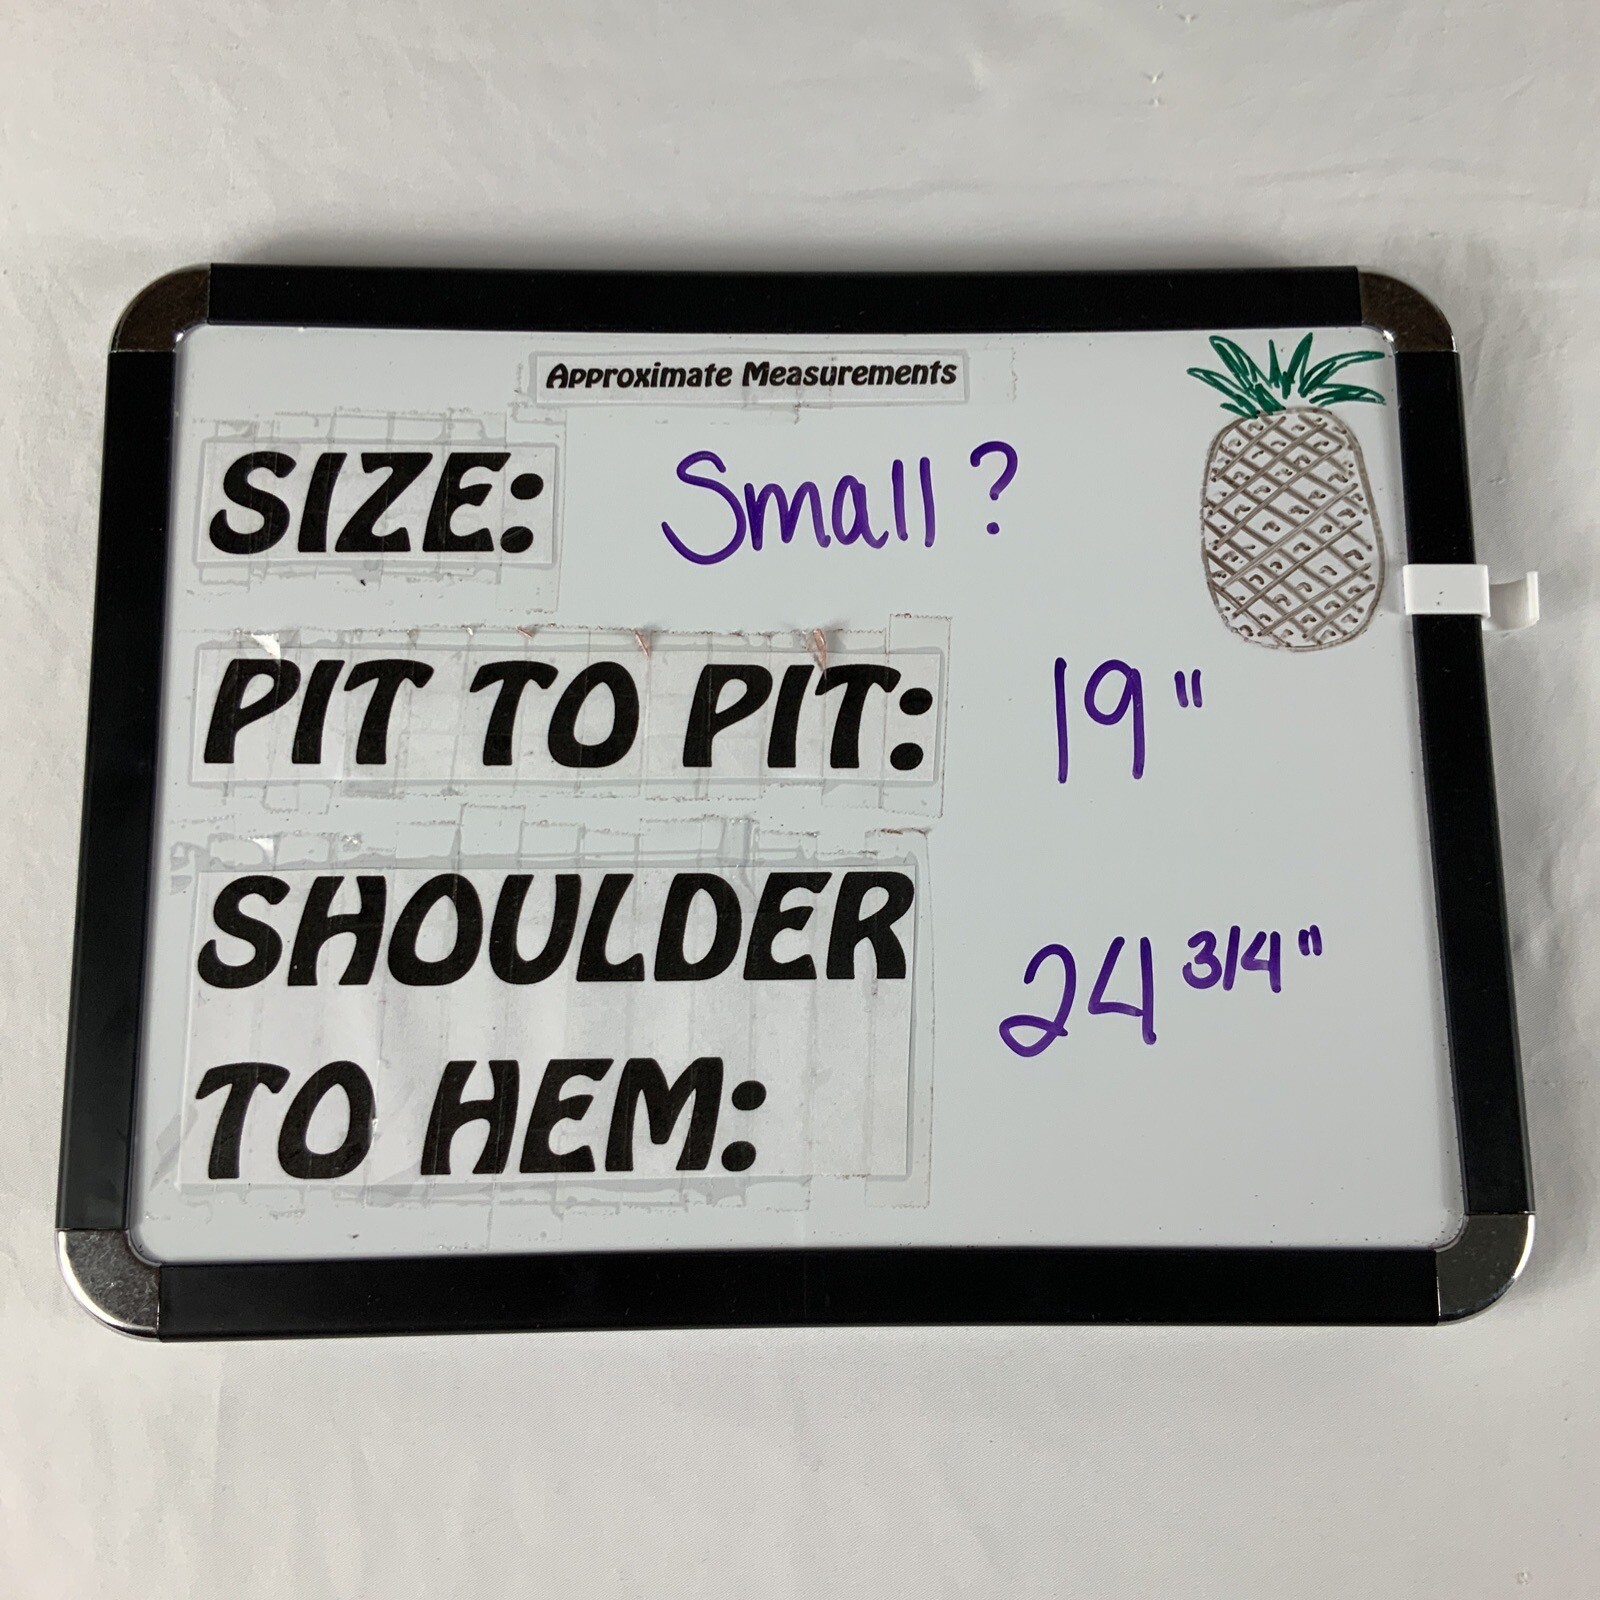 Approximate Measurements
SIZE: Small ?
PIT TO PIT: 19"
SHOULDER
TO HEM: 24 3/4"